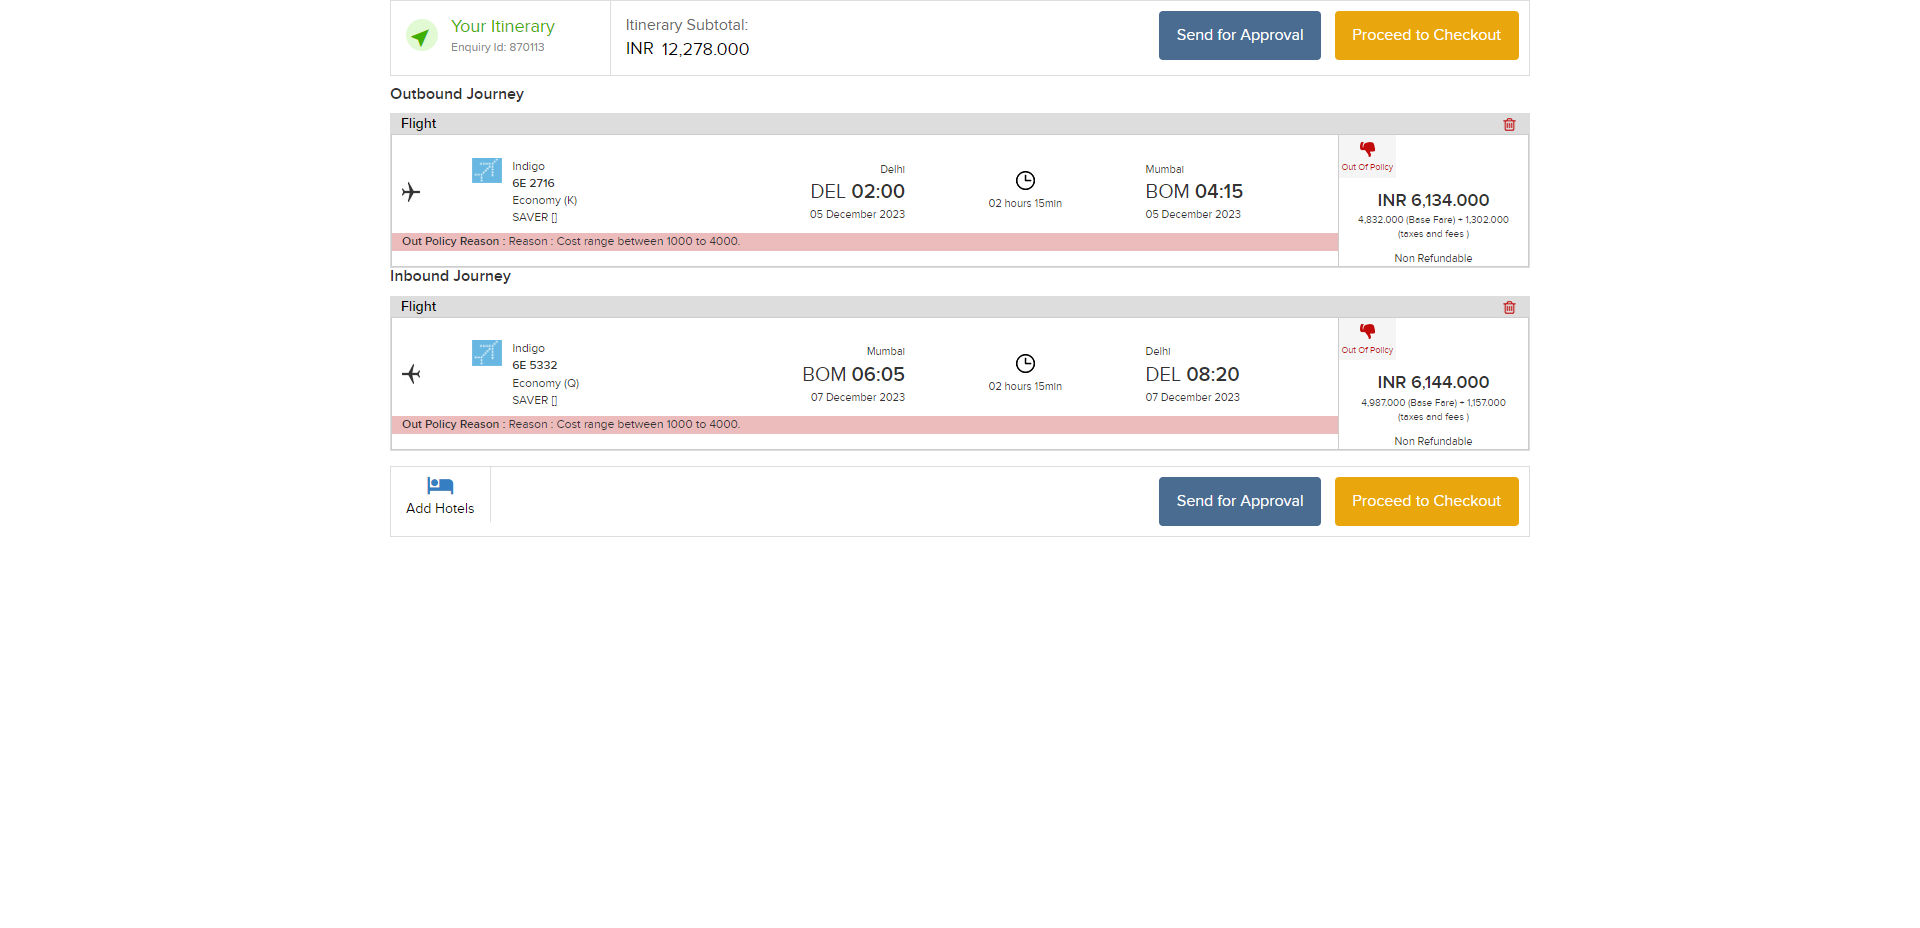 Your Itinerary
Enquiry Id: 870113
Itinerary Subtotal:
INR 12,278.000
Send for Approval
Proceed to Checkout
Outbound Journey
Flight
Indigo
6E 2716
Economy (K)
SAVER []
Delhi
DEL 02:00
05 December 2023
02 hours 15min
Mumbai
BOM 04:15
05 December 2023
Out Of Policy
INR 6,134.000
4,832.000 (Base Fare) + 1,302.000
(taxes and fees )
Non Refundable
Out Policy Reason : Reason : Cost range between 1000 to 4000.
Inbound Journey
Flight
Indigo
6E 5332
Economy (Q)
SAVER []
Mumbai
BOM 06:05
07 December 2023
02 hours 15min
Delhi
DEL 08:20
07 December 2023
Out Of Policy
INR 6,144.000
4,987.000 (Base Fare) + 1,157.000
(taxes and fees )
Non Refundable
Out Policy Reason : Reason : Cost range between 1000 to 4000.
Add Hotels
Send for Approval
Proceed to Checkout